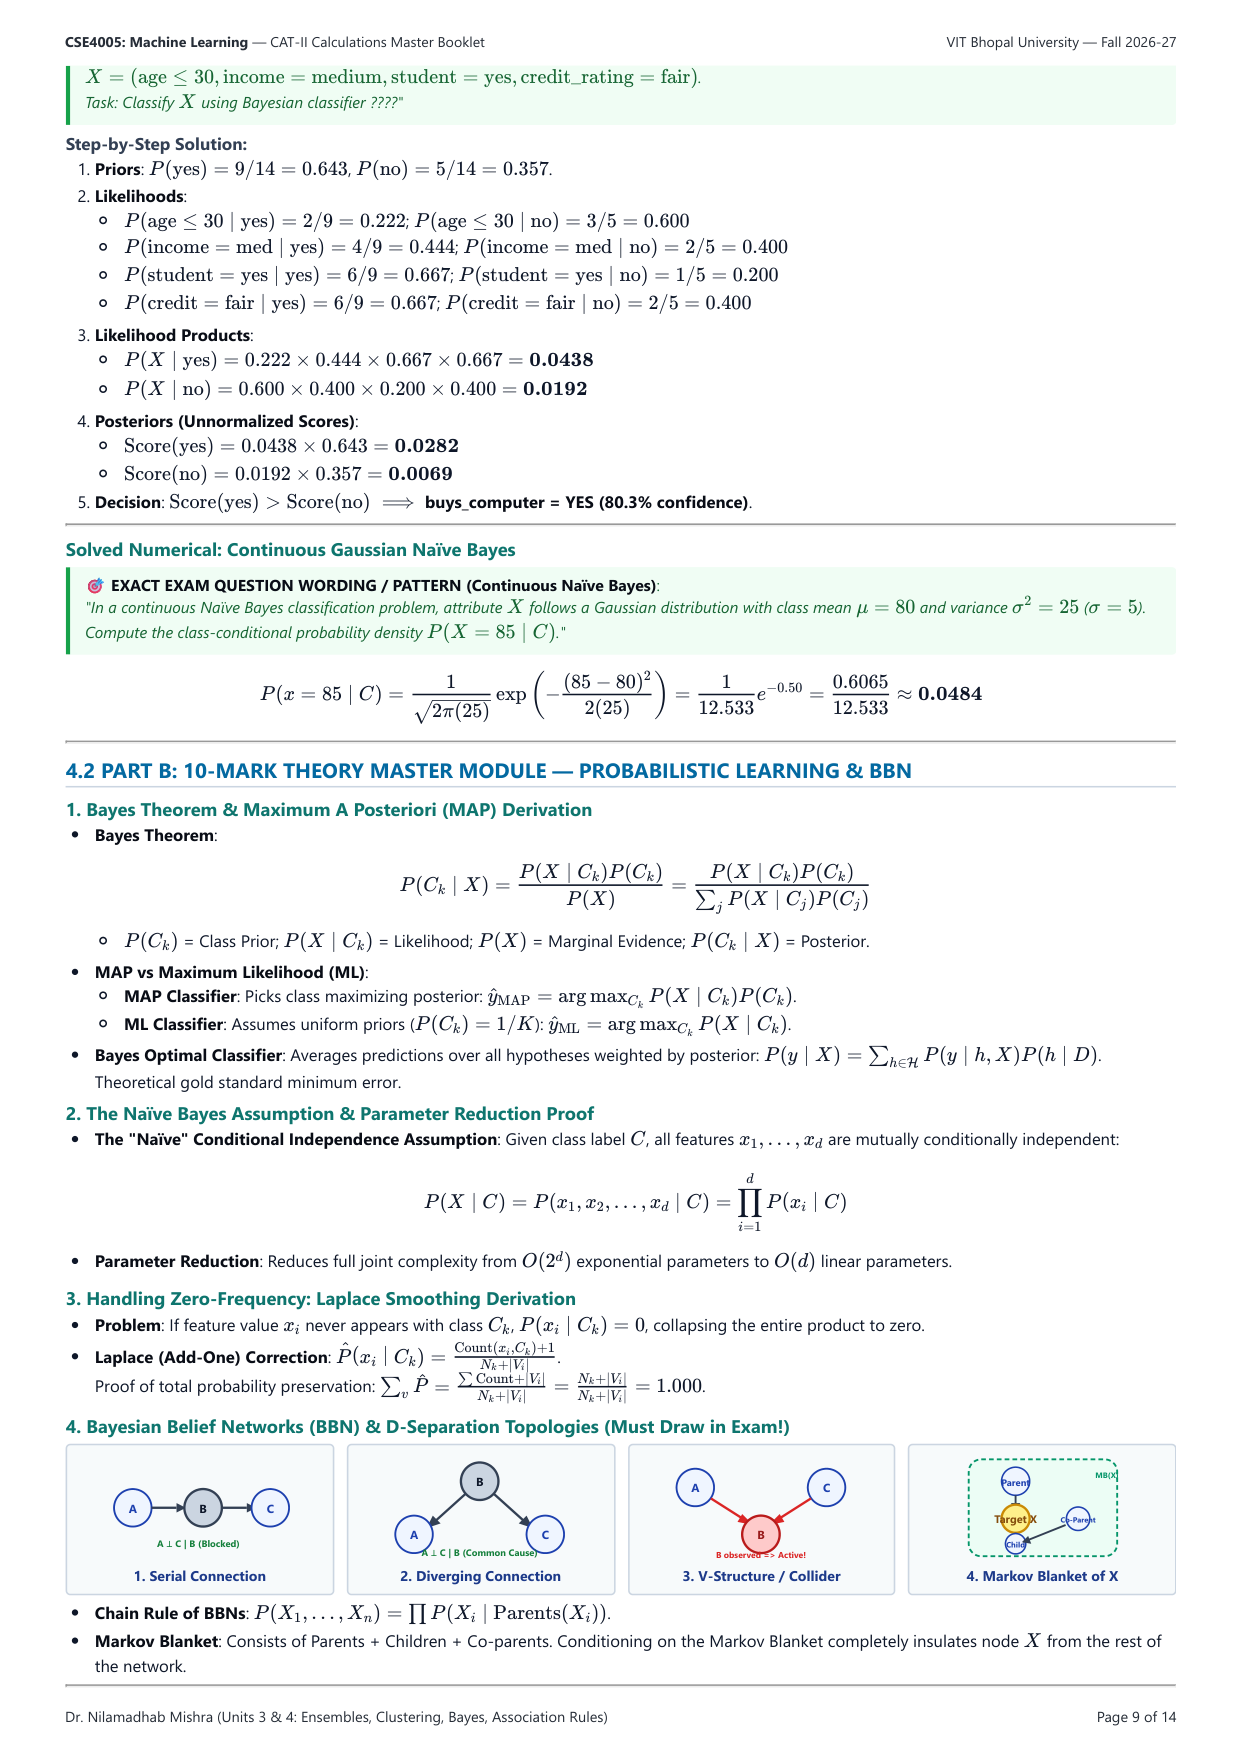 CSE4005: Machine Learning — CAT-II Calculations Master Booklet
VIT Bhopal University — Fall 2026-27
X = (age ≤ 30, income = medium, student = yes, credit_rating = fair).
Task: Classify X using Bayesian classifier ????"
Step-by-Step Solution:
1. Priors: P(yes) = 9/14 = 0.643, P(no) = 5/14 = 0.357.
2. Likelihoods:
∘ P(age ≤ 30 | yes) = 2/9 = 0.222; P(age ≤ 30 | no) = 3/5 = 0.600
∘ P(income = med | yes) = 4/9 = 0.444; P(income = med | no) = 2/5 = 0.400
∘ P(student = yes | yes) = 6/9 = 0.667; P(student = yes | no) = 1/5 = 0.200
∘ P(credit = fair | yes) = 6/9 = 0.667; P(credit = fair | no) = 2/5 = 0.400
3. Likelihood Products:
∘ P(X | yes) = 0.222 × 0.444 × 0.667 × 0.667 = 0.0438
∘ P(X | no) = 0.600 × 0.400 × 0.200 × 0.400 = 0.0192
4. Posteriors (Unnormalized Scores):
∘ Score(yes) = 0.0438 × 0.643 = 0.0282
∘ Score(no) = 0.0192 × 0.357 = 0.0069
5. Decision: Score(yes) > Score(no) ⟹ buys_computer = YES (80.3% confidence).
Solved Numerical: Continuous Gaussian Naïve Bayes
🎯 EXACT EXAM QUESTION WORDING / PATTERN (Continuous Naïve Bayes):
"In a continuous Naïve Bayes classification problem, attribute X follows a Gaussian distribution with class mean μ = 80 and variance σ² = 25 (σ = 5).
Compute the class-conditional probability density P(X = 85 | C)."
P(x = 85 | C) = 1/√(2π(25)) exp(−(85 − 80)²/2(25)) = 1/12.533 e^−0.50 = 0.6065/12.533 ≈ 0.0484
4.2 PART B: 10-MARK THEORY MASTER MODULE — PROBABILISTIC LEARNING & BBN
1. Bayes Theorem & Maximum A Posteriori (MAP) Derivation
• Bayes Theorem:
P(C_k | X) = P(X | C_k)P(C_k)/P(X) = P(X | C_k)P(C_k)/∑_j P(X | C_j)P(C_j)
∘ P(C_k) = Class Prior; P(X | C_k) = Likelihood; P(X) = Marginal Evidence; P(C_k | X) = Posterior.
• MAP vs Maximum Likelihood (ML):
∘ MAP Classifier: Picks class maximizing posterior: ŷ_MAP = arg max_{C_k} P(X | C_k)P(C_k).
∘ ML Classifier: Assumes uniform priors (P(C_k) = 1/K): ŷ_ML = arg max_{C_k} P(X | C_k).
• Bayes Optimal Classifier: Averages predictions over all hypotheses weighted by posterior: P(y | X) = ∑_{h∈ℋ} P(y | h, X)P(h | D).
Theoretical gold standard minimum error.
2. The Naïve Bayes Assumption & Parameter Reduction Proof
• The "Naïve" Conditional Independence Assumption: Given class label C, all features x₁, . . . , x_d are mutually conditionally independent:
P(X | C) = P(x₁, x₂, . . . , x_d | C) = ∏_{i=1}^{d} P(x_i | C)
• Parameter Reduction: Reduces full joint complexity from O(2^d) exponential parameters to O(d) linear parameters.
3. Handling Zero-Frequency: Laplace Smoothing Derivation
• Problem: If feature value x_i never appears with class C_k, P(x_i | C_k) = 0, collapsing the entire product to zero.
• Laplace (Add-One) Correction: P̂(x_i | C_k) = Count(x_i,C_k)+1/N_k+|V_i|.
Proof of total probability preservation: ∑_v P̂ = ∑ Count+|V_i|/N_k+|V_i| = N_k+|V_i|/N_k+|V_i| = 1.000.
4. Bayesian Belief Networks (BBN) & D-Separation Topologies (Must Draw in Exam!)
A B C
A ⊥ C | B (Blocked)
1. Serial Connection
B
A C
A ⊥ C | B (Common Cause)
2. Diverging Connection
A C
B
B observed => Active!
3. V-Structure / Collider
MB(X)
Parent
Target X
Co-Parent
Child
4. Markov Blanket of X
• Chain Rule of BBNs: P(X₁, . . . , X_n) = ∏ P(X_i | Parents(X_i)).
• Markov Blanket: Consists of Parents + Children + Co-parents. Conditioning on the Markov Blanket completely insulates node X from the rest of
the network.
Dr. Nilamadhab Mishra (Units 3 & 4: Ensembles, Clustering, Bayes, Association Rules)
Page 9 of 14